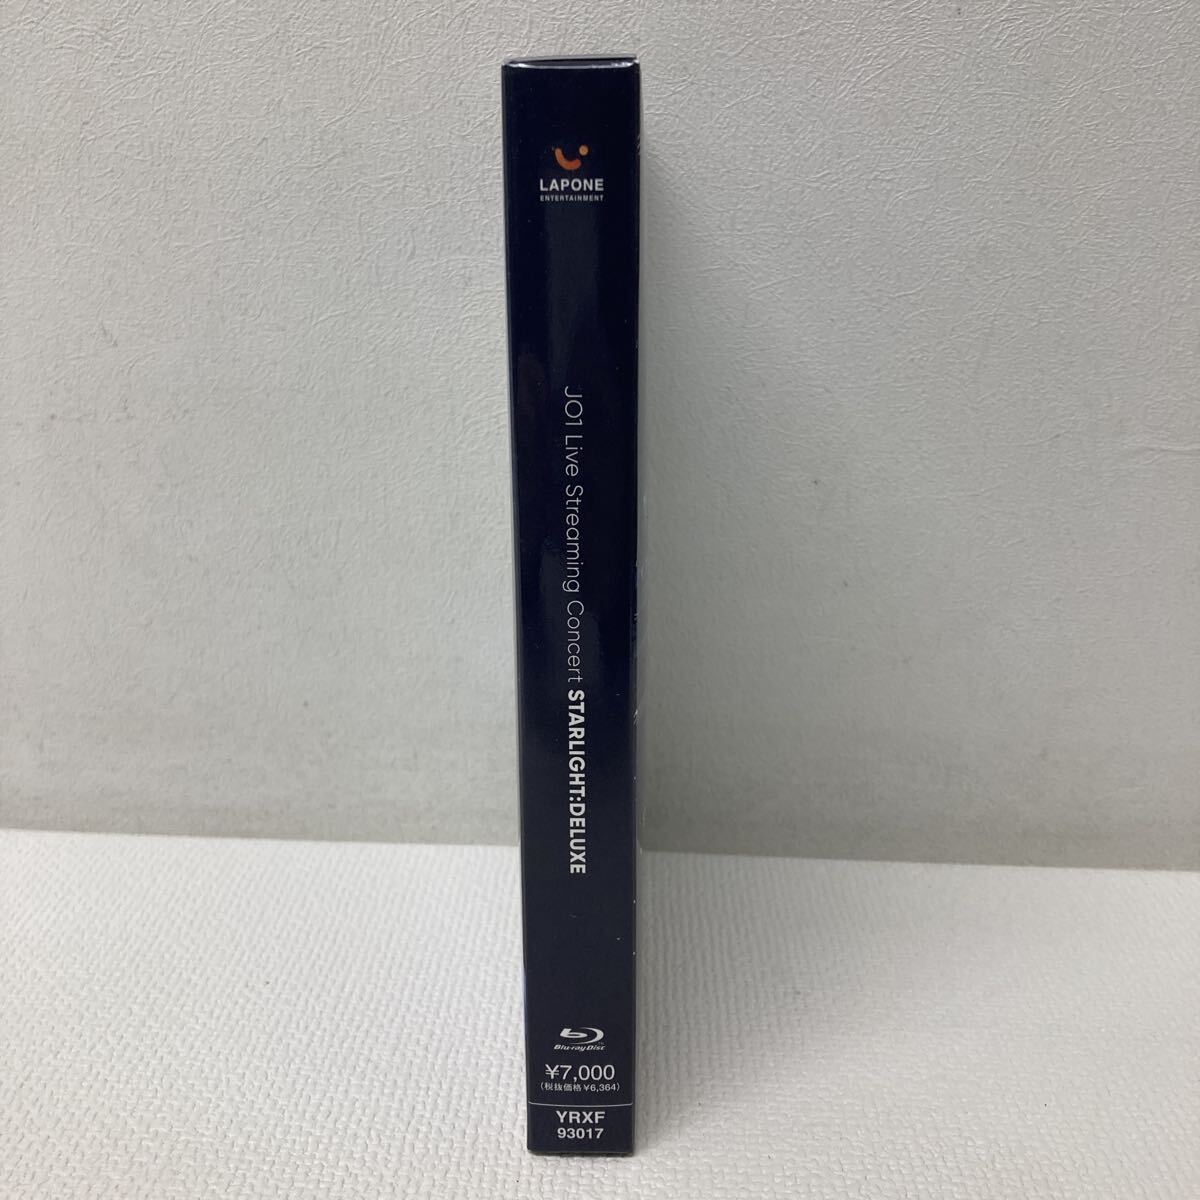 LAPONE
ENTERTAINMENT
JO1 Live Streaming Concert STARLIGHT:DELUXE
Blu-ray Disc
¥7,000
(税抜価格¥6,364)
YRXF
93017